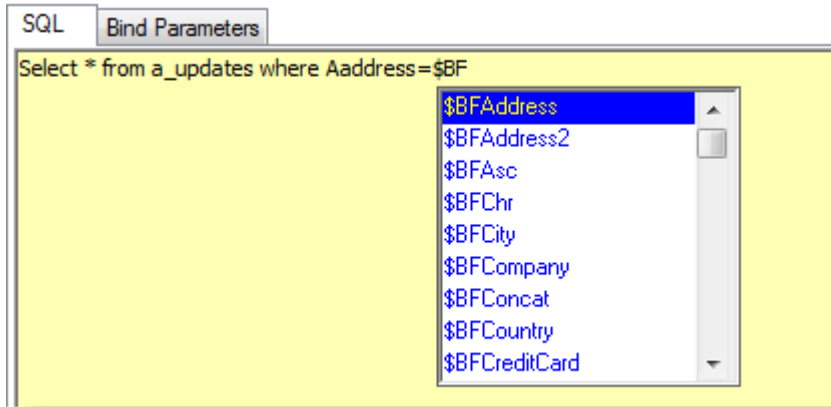 SQL
Bind Parameters
Select * from a_updates where Aaddress=$BF
$BFAddress
$BFAddress2
$BFAsc
$BFChr
$BFCity
$BFCompany
$BFConcat
$BFCountry
$BFCreditCard